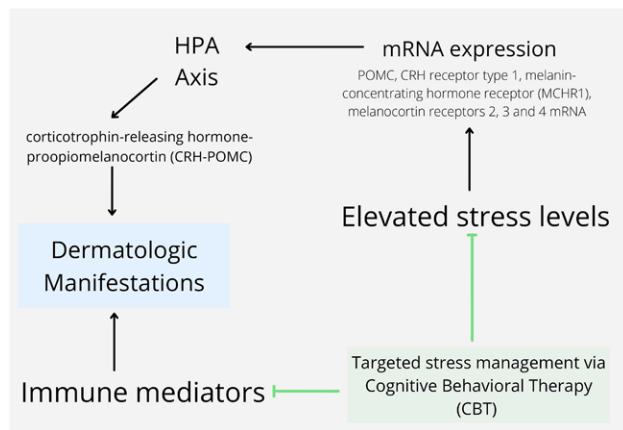 HPA
Axis
mRNA expression
POMC, CRH receptor type 1, melanin-
concentrating hormone receptor (MCHR1),
melanocortin receptors 2, 3 and 4 mRNA
corticotrophin-releasing hormone-
proopiomelanocortin (CRH-POMC)
Elevated stress levels
Dermatologic
Manifestations
Immune mediators
Targeted stress management via
Cognitive Behavioral Therapy
(CBT)